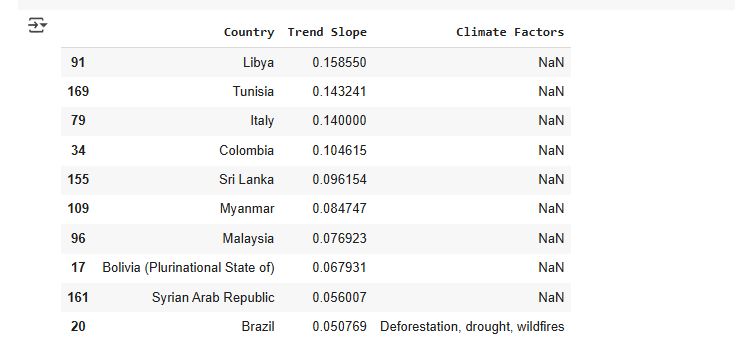 Country Trend Slope Climate Factors
91 Libya 0.158550 NaN
169 Tunisia 0.143241 NaN
79 Italy 0.140000 NaN
34 Colombia 0.104615 NaN
155 Sri Lanka 0.096154 NaN
109 Myanmar 0.084747 NaN
96 Malaysia 0.076923 NaN
17 Bolivia (Plurinational State of) 0.067931 NaN
161 Syrian Arab Republic 0.056007 NaN
20 Brazil 0.050769 Deforestation, drought, wildfires